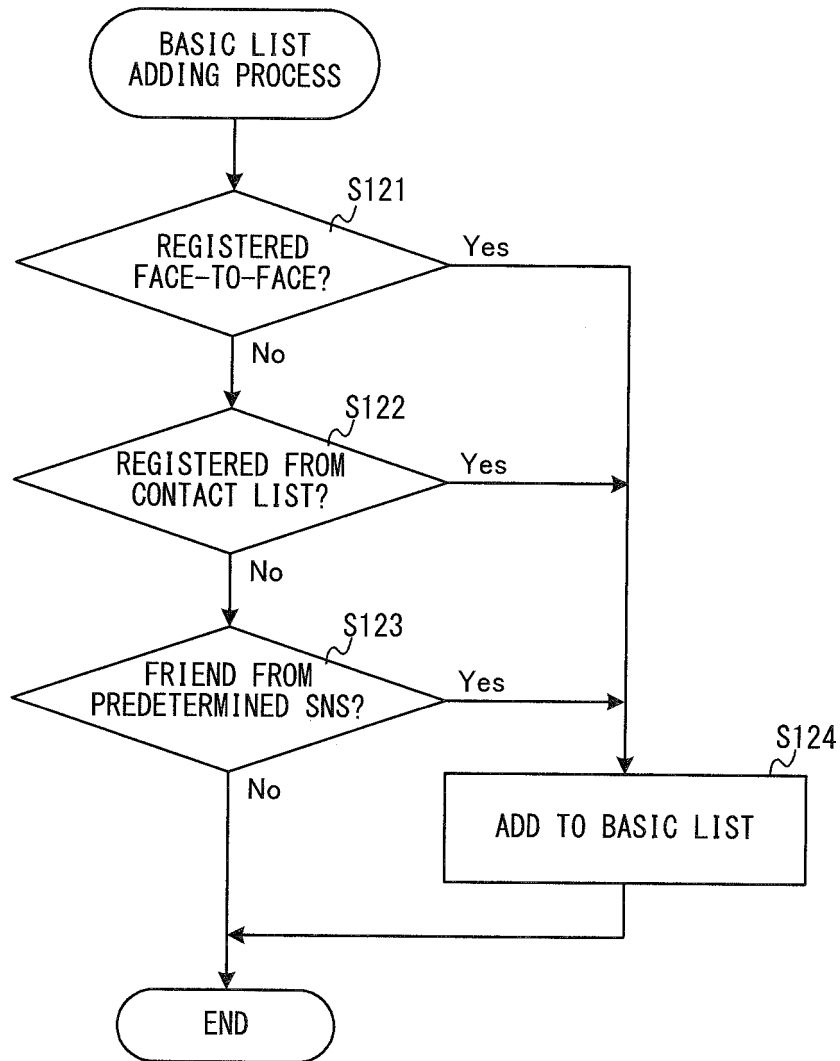 BASIC LIST
ADDING PROCESS
S121
REGISTERED
FACE-TO-FACE?
Yes
No
S122
REGISTERED FROM
CONTACT LIST?
Yes
No
S123
FRIEND FROM
PREDETERMINED SNS?
Yes
No
S124
ADD TO BASIC LIST
END